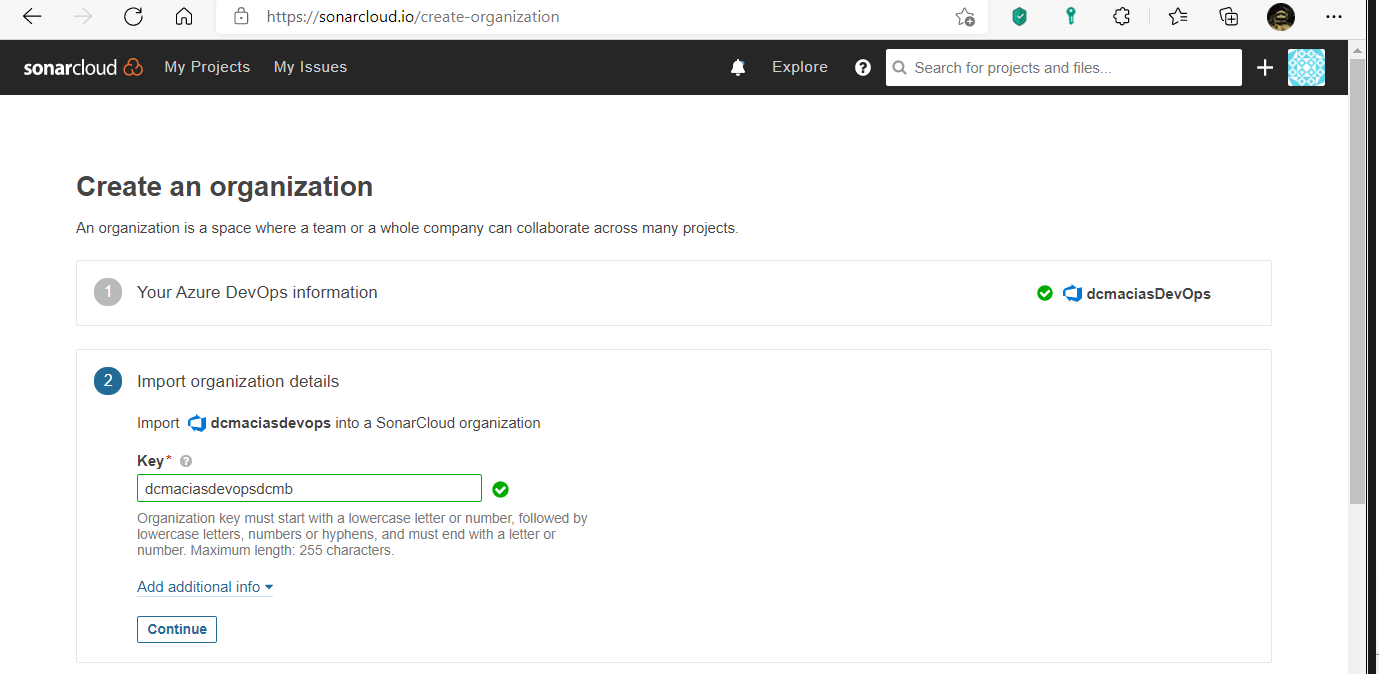 https://sonarcloud.io/create-organization
sonarcloud My Projects My Issues Explore ? Search for projects and files... +
Create an organization
An organization is a space where a team or a whole company can collaborate across many projects.
1 Your Azure DevOps information dcmaciasDevOps
2 Import organization details
Import dcmaciasdevops into a SonarCloud organization
Key* ?
dcmaciasdevopsdcmb
Organization key must start with a lowercase letter or number, followed by
lowercase letters, numbers or hyphens, and must end with a letter or
number. Maximum length: 255 characters.
Add additional info
Continue